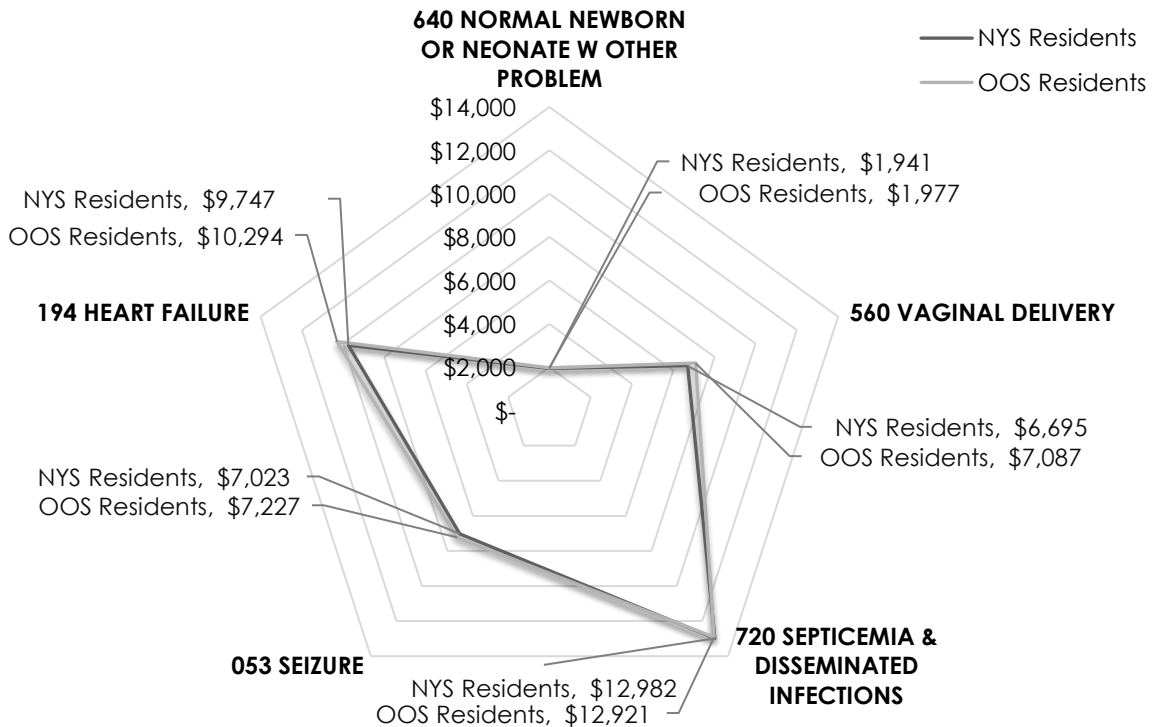 640 NORMAL NEWBORN
OR NEONATE W OTHER
PROBLEM
NYS Residents
OOS Residents
$14,000
$12,000
$10,000
$8,000
$6,000
$4,000
$2,000
$-
NYS Residents, $1,941
OOS Residents, $1,977
NYS Residents, $9,747
OOS Residents, $10,294
194 HEART FAILURE
560 VAGINAL DELIVERY
NYS Residents, $6,695
OOS Residents, $7,087
NYS Residents, $7,023
OOS Residents, $7,227
053 SEIZURE
720 SEPTICEMIA &
DISSEMINATED
INFECTIONS
NYS Residents, $12,982
OOS Residents, $12,921